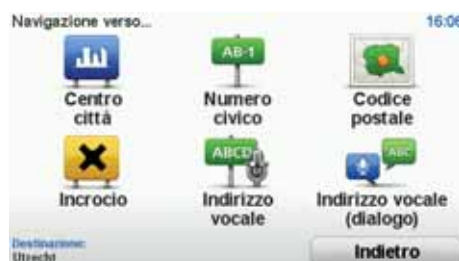 Navigazione verso...
16:06
AB-1
Centro città
Numero civico
Codice postale
ABCD
ABC
Incrocio
Indirizzo vocale
Indirizzo vocale (dialogo)
Destinazione:
Utrecht
Indietro